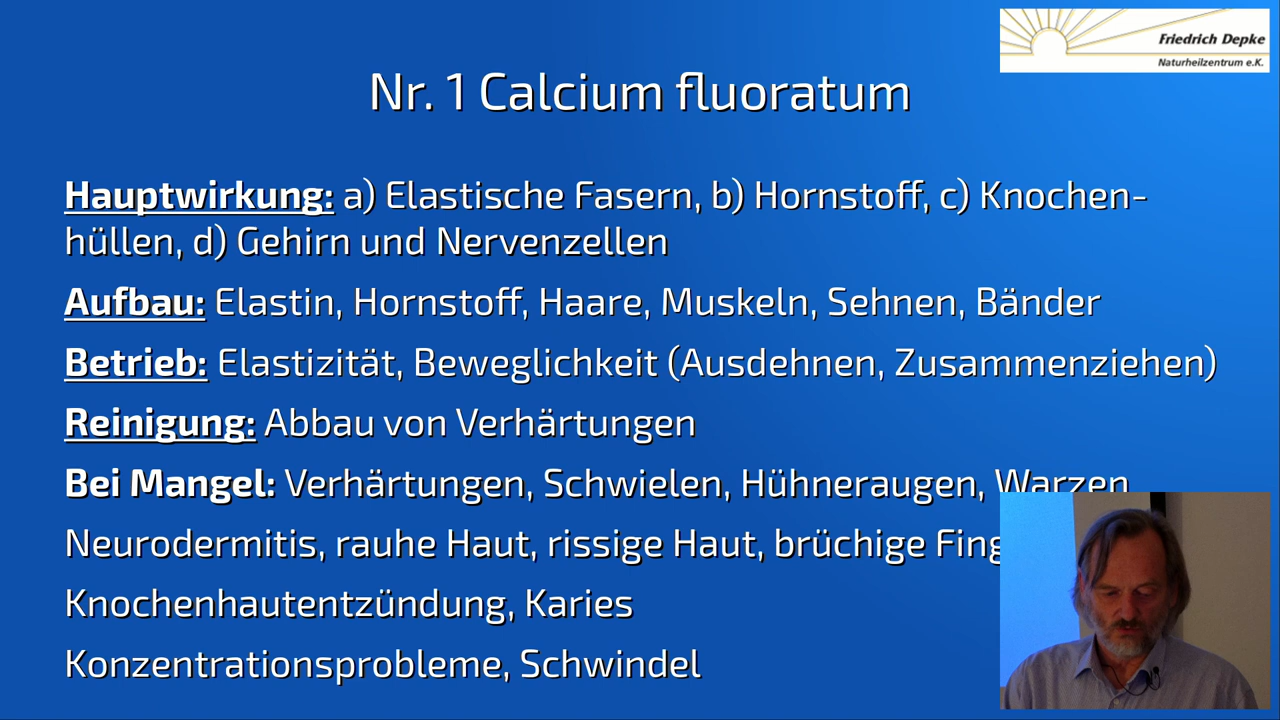 Friedrich Depke
Naturheilzentrum e.K.
Nr. 1 Calcium fluoratum
Hauptwirkung: a) Elastische Fasern, b) Hornstoff, c) Knochen-
hüllen, d) Gehirn und Nervenzellen
Aufbau: Elastin, Hornstoff, Haare, Muskeln, Sehnen, Bänder
Betrieb: Elastizität, Beweglichkeit (Ausdehnen, Zusammenziehen)
Reinigung: Abbau von Verhärtungen
Bei Mangel: Verhärtungen, Schwielen, Hühneraugen, Warzen
Neurodermitis, rauhe Haut, rissige Haut, brüchige
Knochenhautentzündung, Karies
Konzentrationsprobleme, Schwindel